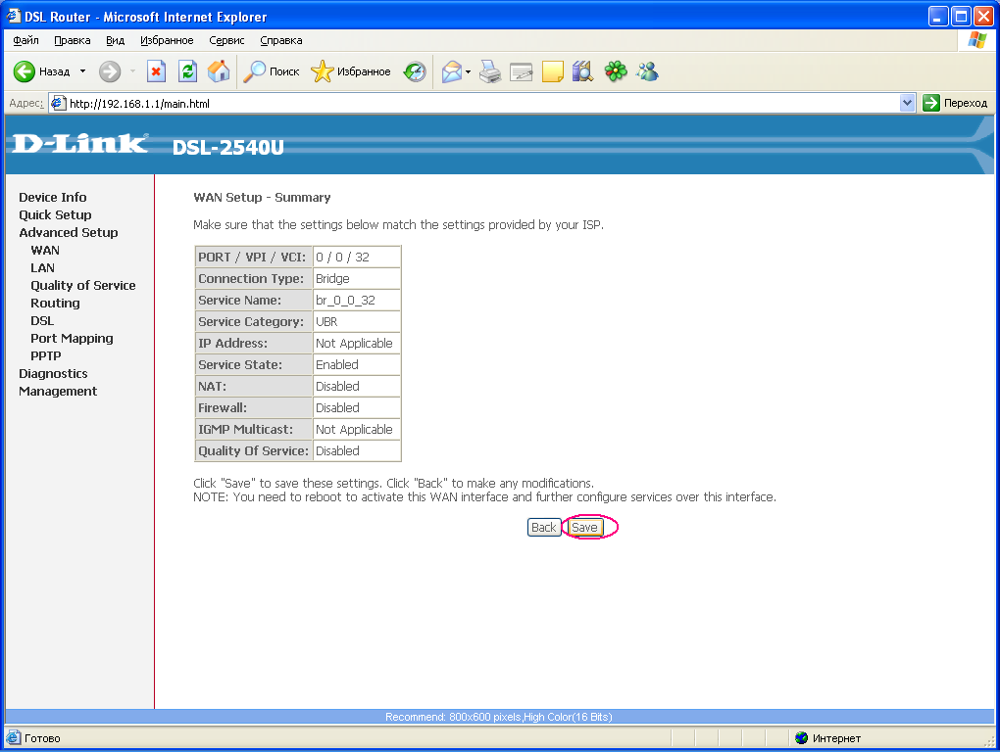 DSL Router - Microsoft Internet Explorer
Файл Правка Вид Избранное Сервис Справка
Назад Поиск Избранное
Адрес: http://192.168.1.1/main.html Переход
D-Link® DSL-2540U
Device Info
Quick Setup
Advanced Setup
WAN
LAN
Quality of Service
Routing
DSL
Port Mapping
PPTP
Diagnostics
Management
WAN Setup - Summary
Make sure that the settings below match the settings provided by your ISP.
PORT / VPI / VCI: 0 / 0 / 32
Connection Type: Bridge
Service Name: br_0_0_32
Service Category: UBR
IP Address: Not Applicable
Service State: Enabled
NAT: Disabled
Firewall: Disabled
IGMP Multicast: Not Applicable
Quality Of Service: Disabled
Click "Save" to save these settings. Click "Back" to make any modifications.
NOTE: You need to reboot to activate this WAN interface and further configure services over this interface.
Back Save
Recommend: 800x600 pixels,High Color(16 Bits)
Готово Интернет